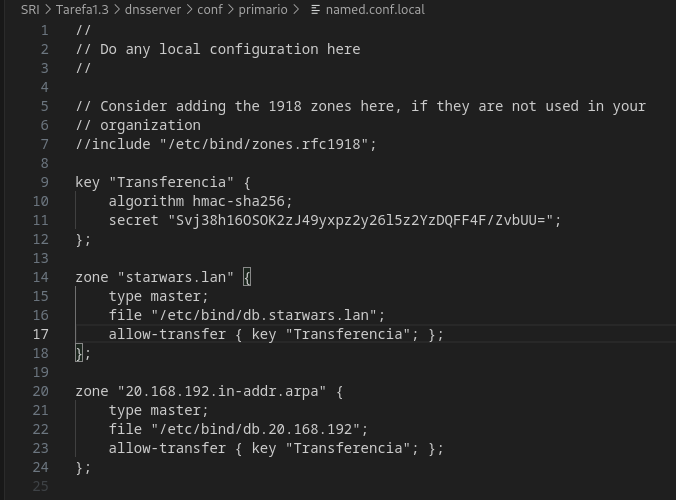 SRI > Tarefa1.3 > dnsserver > conf > primario > named.conf.local
1 //
2 // Do any local configuration here
3 //
4
5 // Consider adding the 1918 zones here, if they are not used in your
6 // organization
7 //include "/etc/bind/zones.rfc1918";
8
9 key "Transferencia" {
10 algorithm hmac-sha256;
11 secret "Svj38h16OSOK2zJ49yxpz2y26l5z2YzDQFF4F/ZvbUU=";
12 };
13
14 zone "starwars.lan" {
15 type master;
16 file "/etc/bind/db.starwars.lan";
17 allow-transfer { key "Transferencia"; };
18 };
19
20 zone "20.168.192.in-addr.arpa" {
21 type master;
22 file "/etc/bind/db.20.168.192";
23 allow-transfer { key "Transferencia"; };
24 };
25